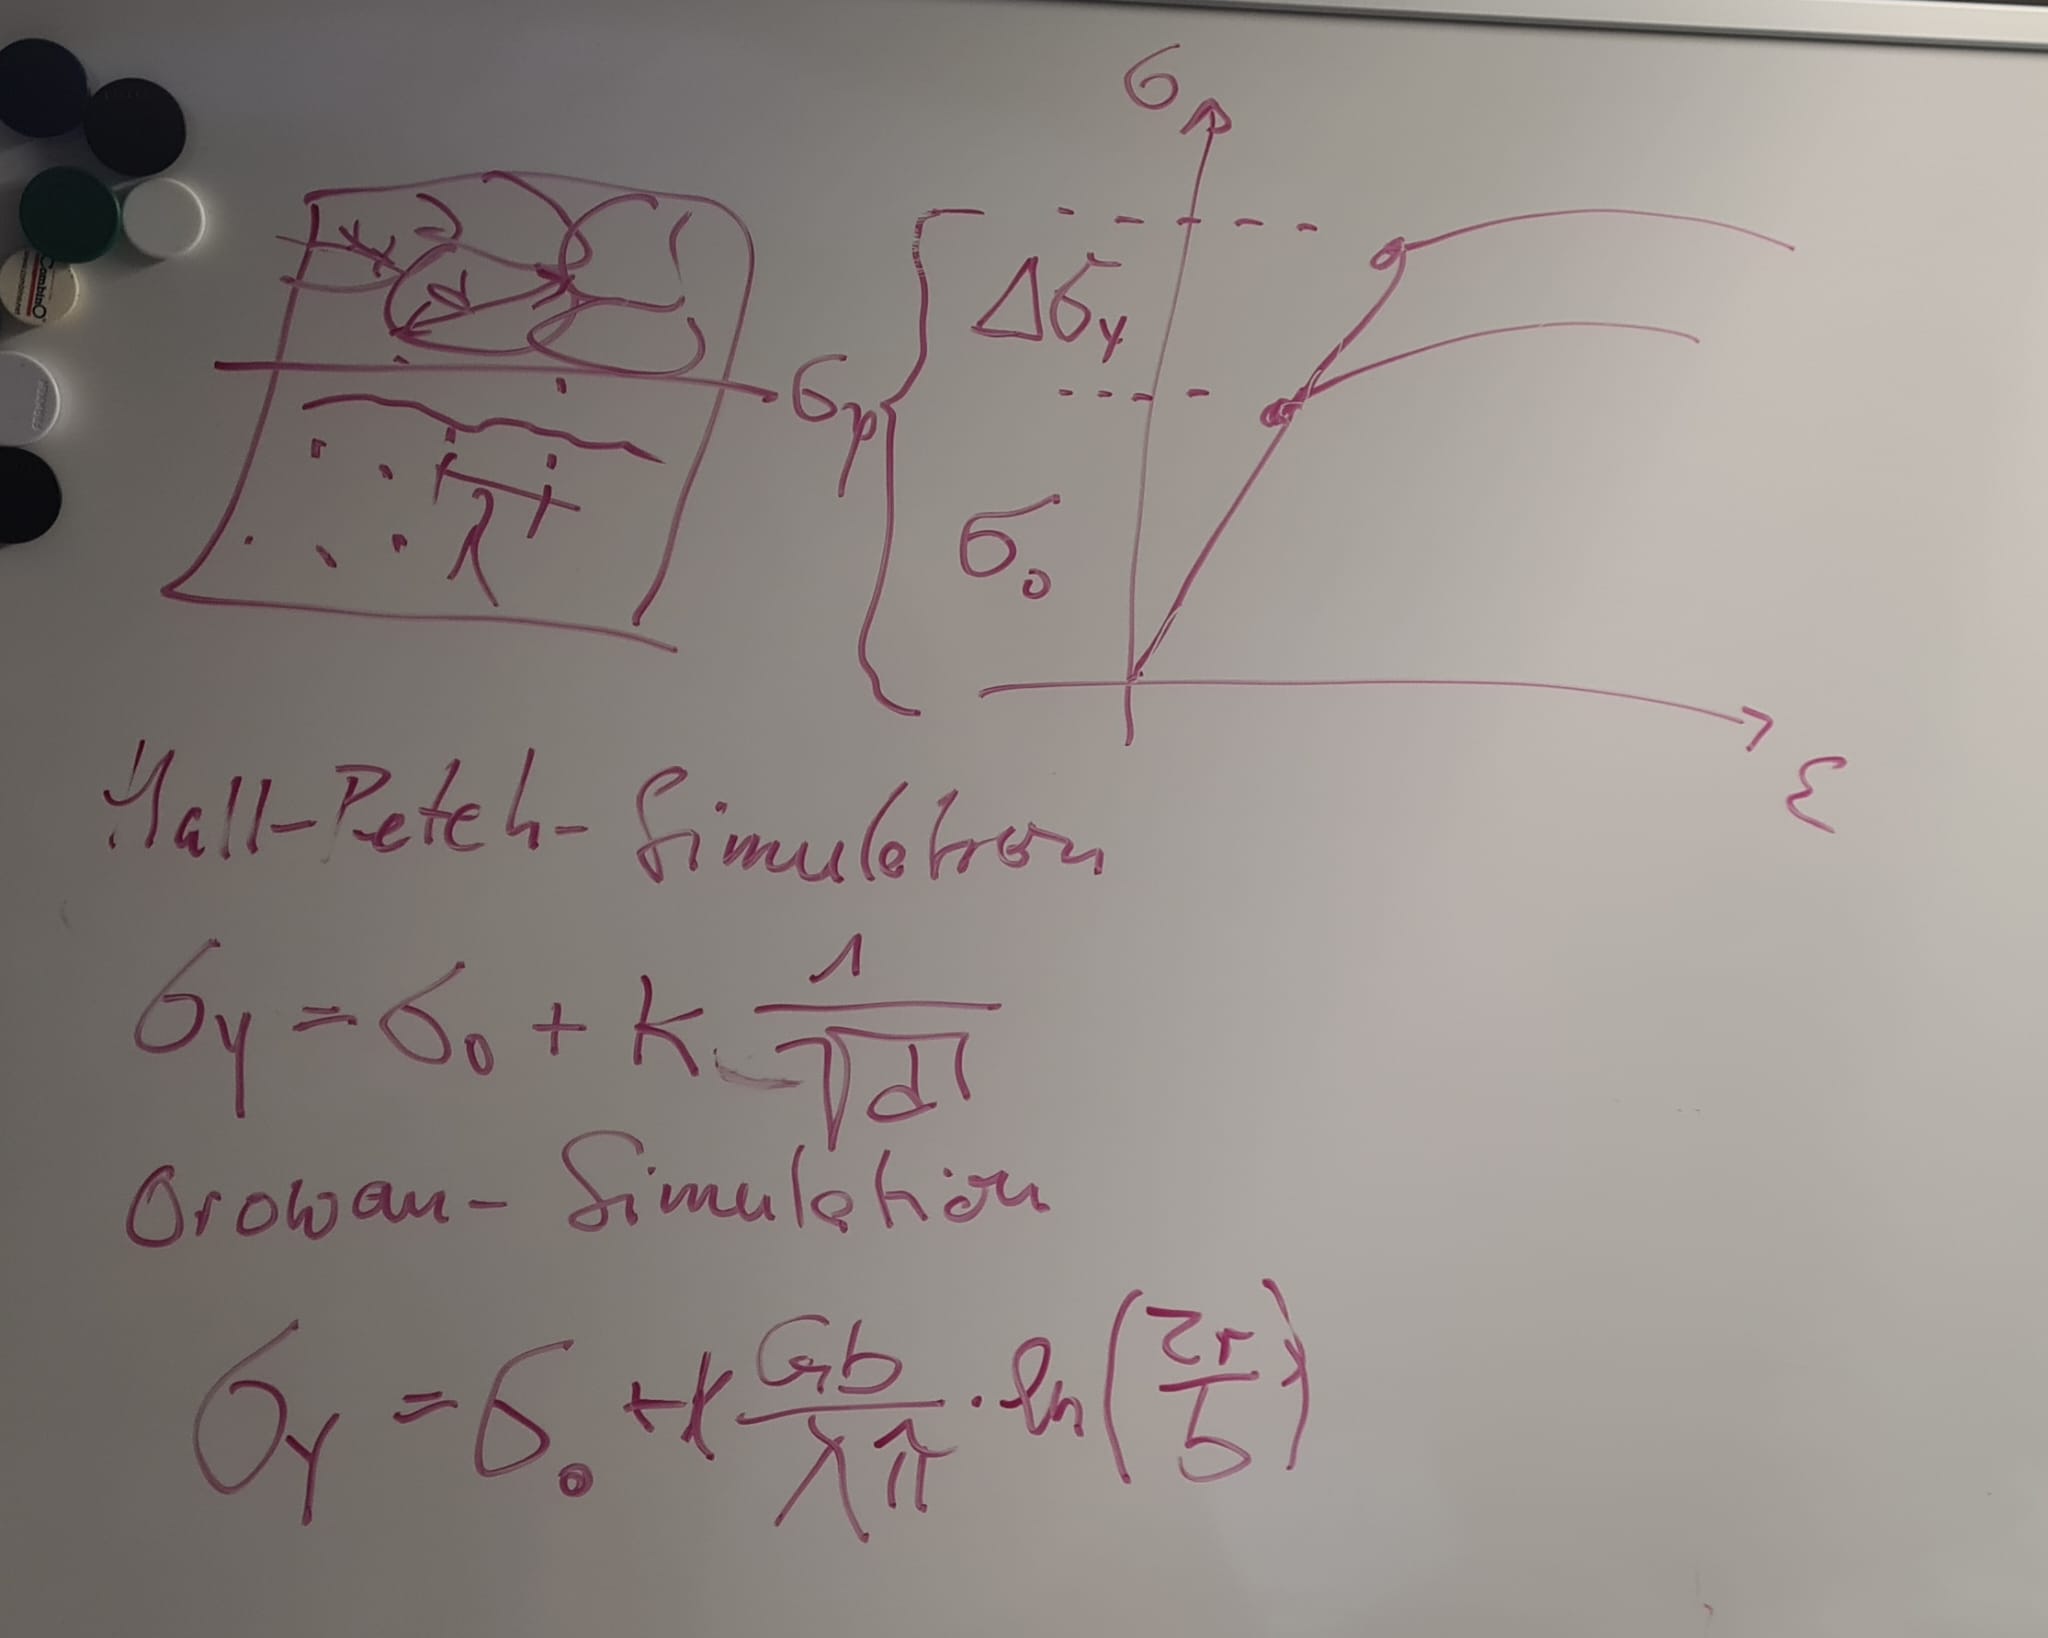 σ
d
Δσy
σp
λ
σ₀
ε
Hall-Petch-Simulation
σy = σ₀ + k · 1/√d
Orowan-Simulation
σy = σ₀ + k Gb/λπ · ln(2r/b)